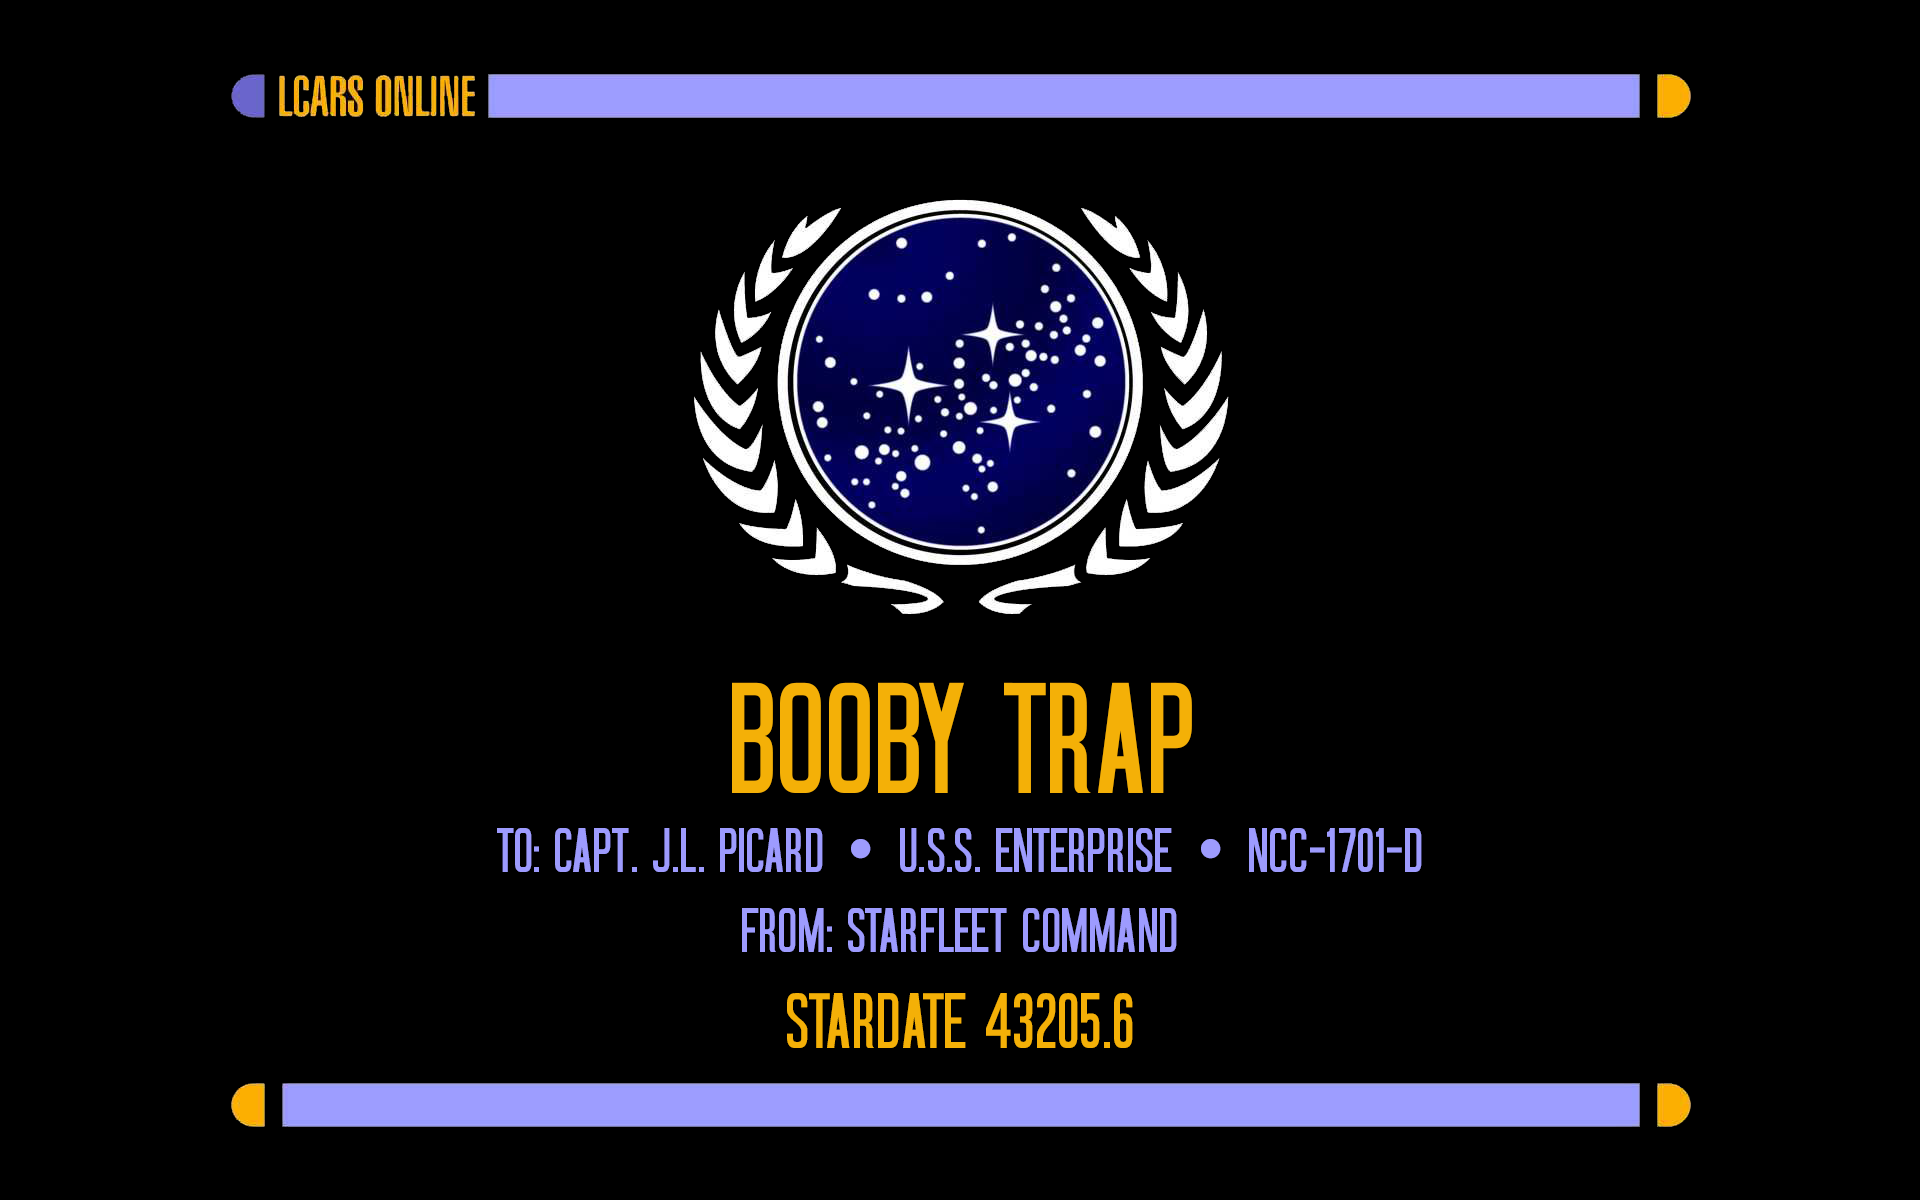 LCARS ONLINE
BOOBY TRAP
TO: CAPT. J.L. PICARD • U.S.S. ENTERPRISE • NCC-1701-D
FROM: STARFLEET COMMAND
STARDATE 43205.6